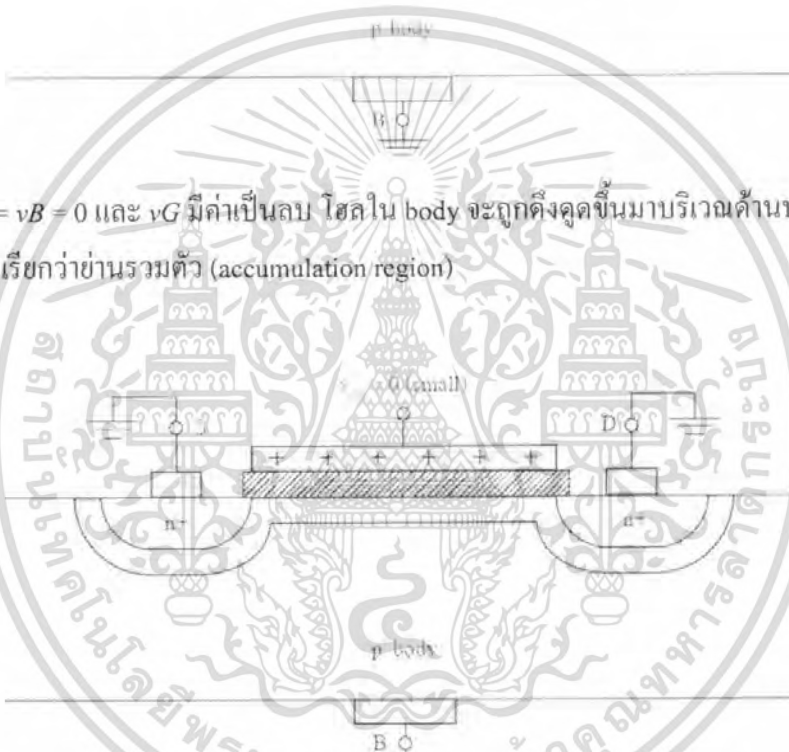 p body
B
= vB = 0 และ vG มีค่าเป็นลบ โฮลใน body จะถูกดึงดูดขึ้นมาบริเวณด้านบ
เรียกว่าย่านรวมตัว (accumulation region)
0 (small)
D
+ + + + + +
n+ n+
p body
B